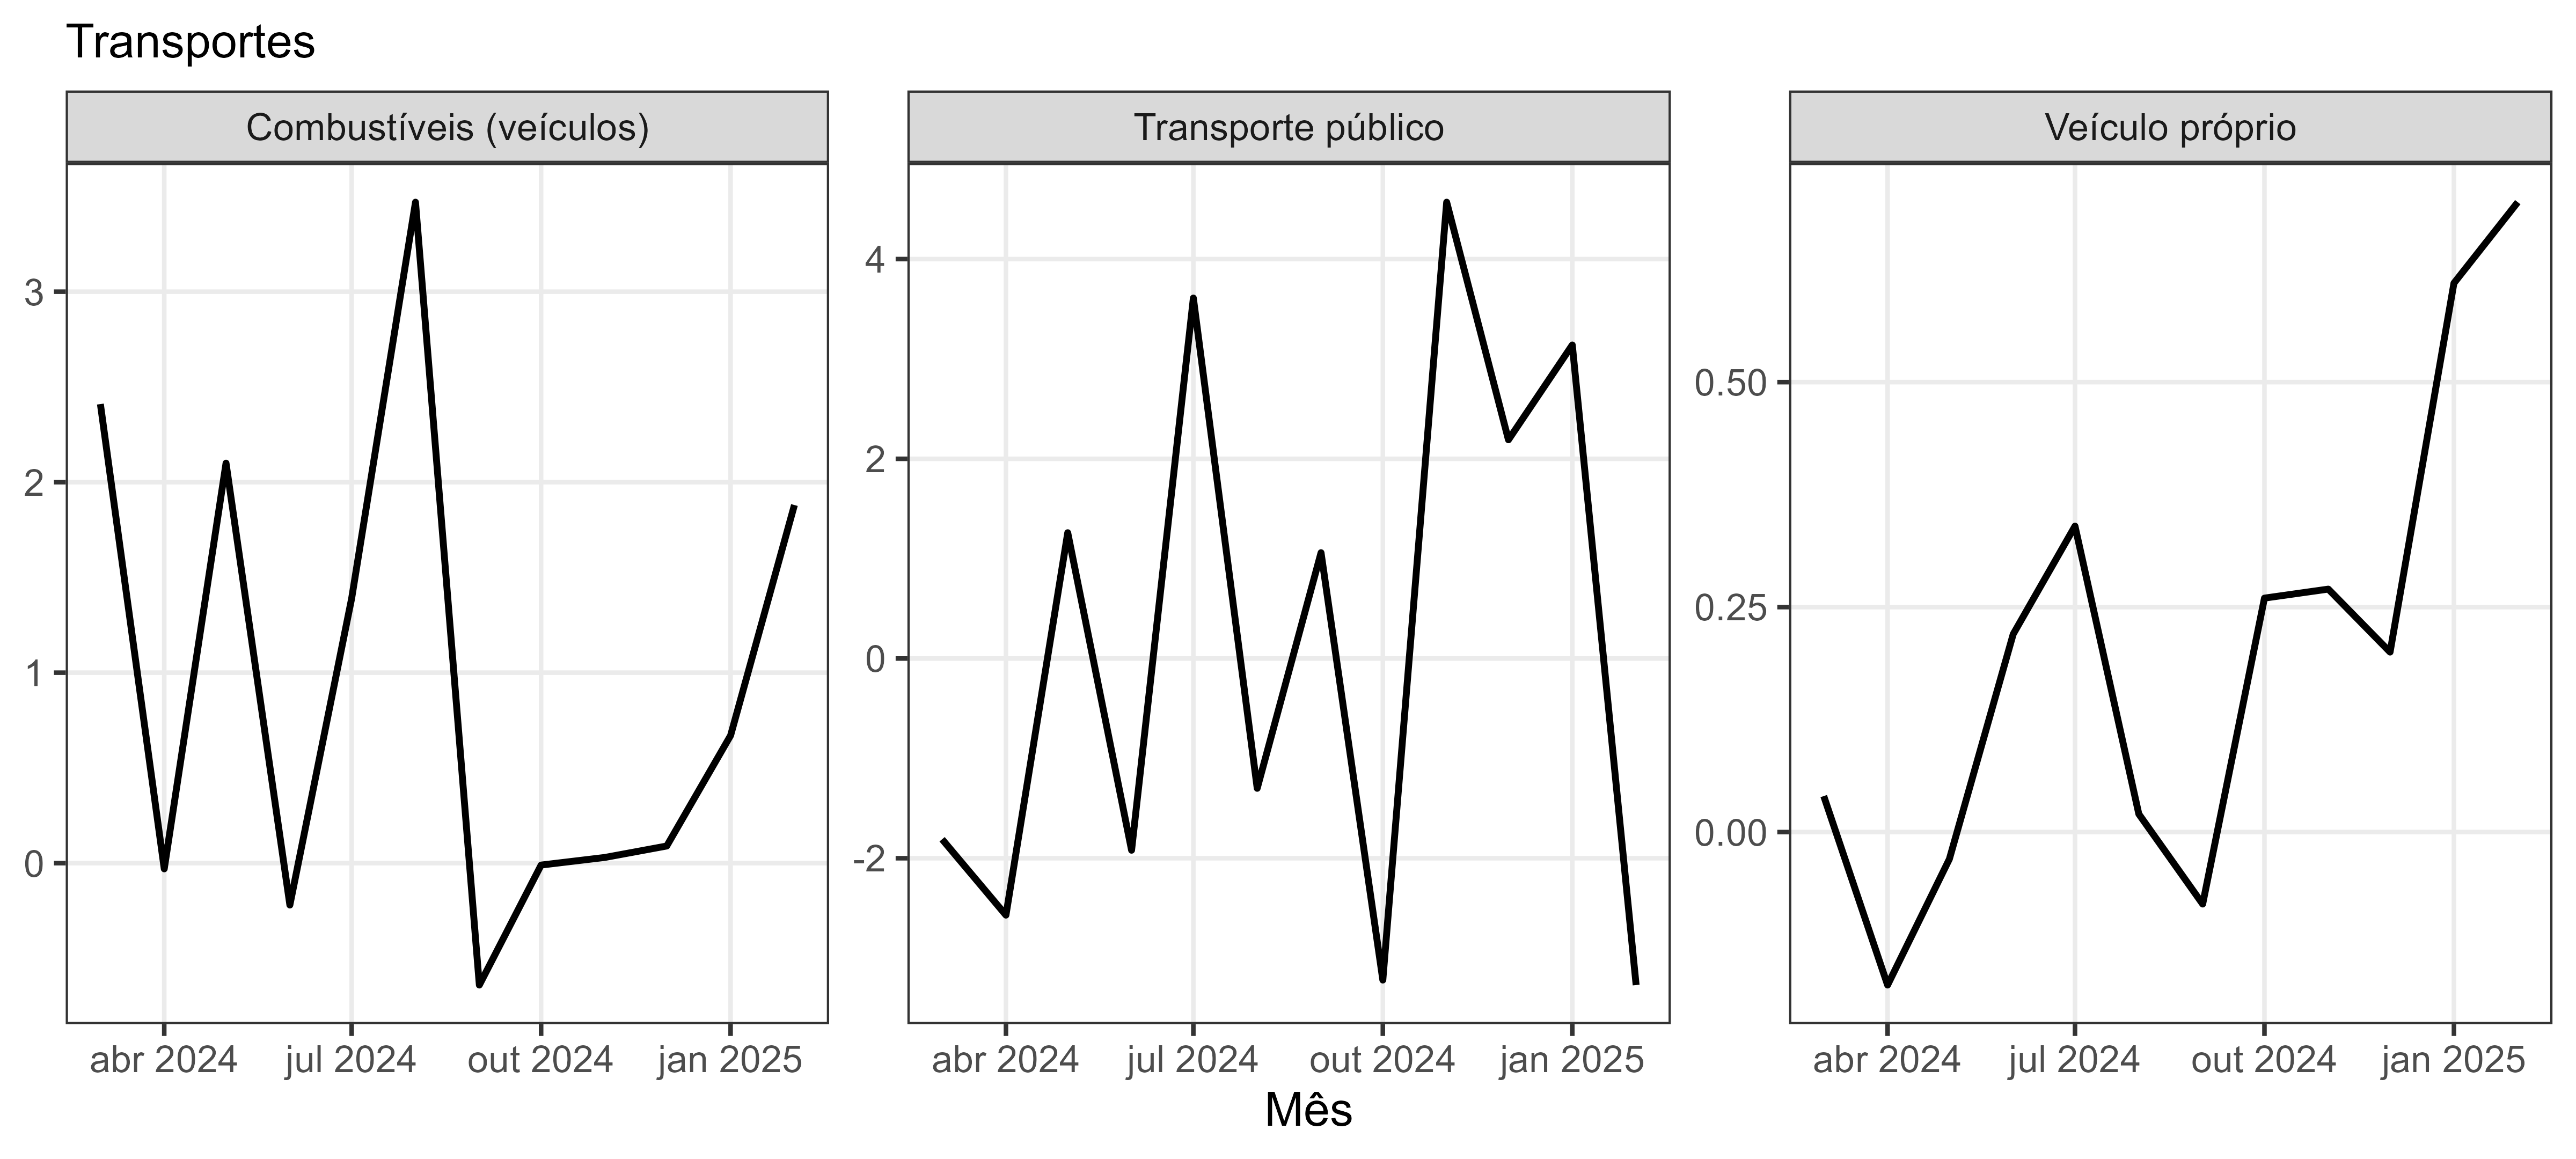 Transportes
Combustíveis (veículos)
Transporte público
Veículo próprio
3
2
1
0
4
2
0
-2
0.50
0.25
0.00
abr 2024
jul 2024
out 2024
jan 2025
abr 2024
jul 2024
out 2024
jan 2025
abr 2024
jul 2024
out 2024
jan 2025
Mês